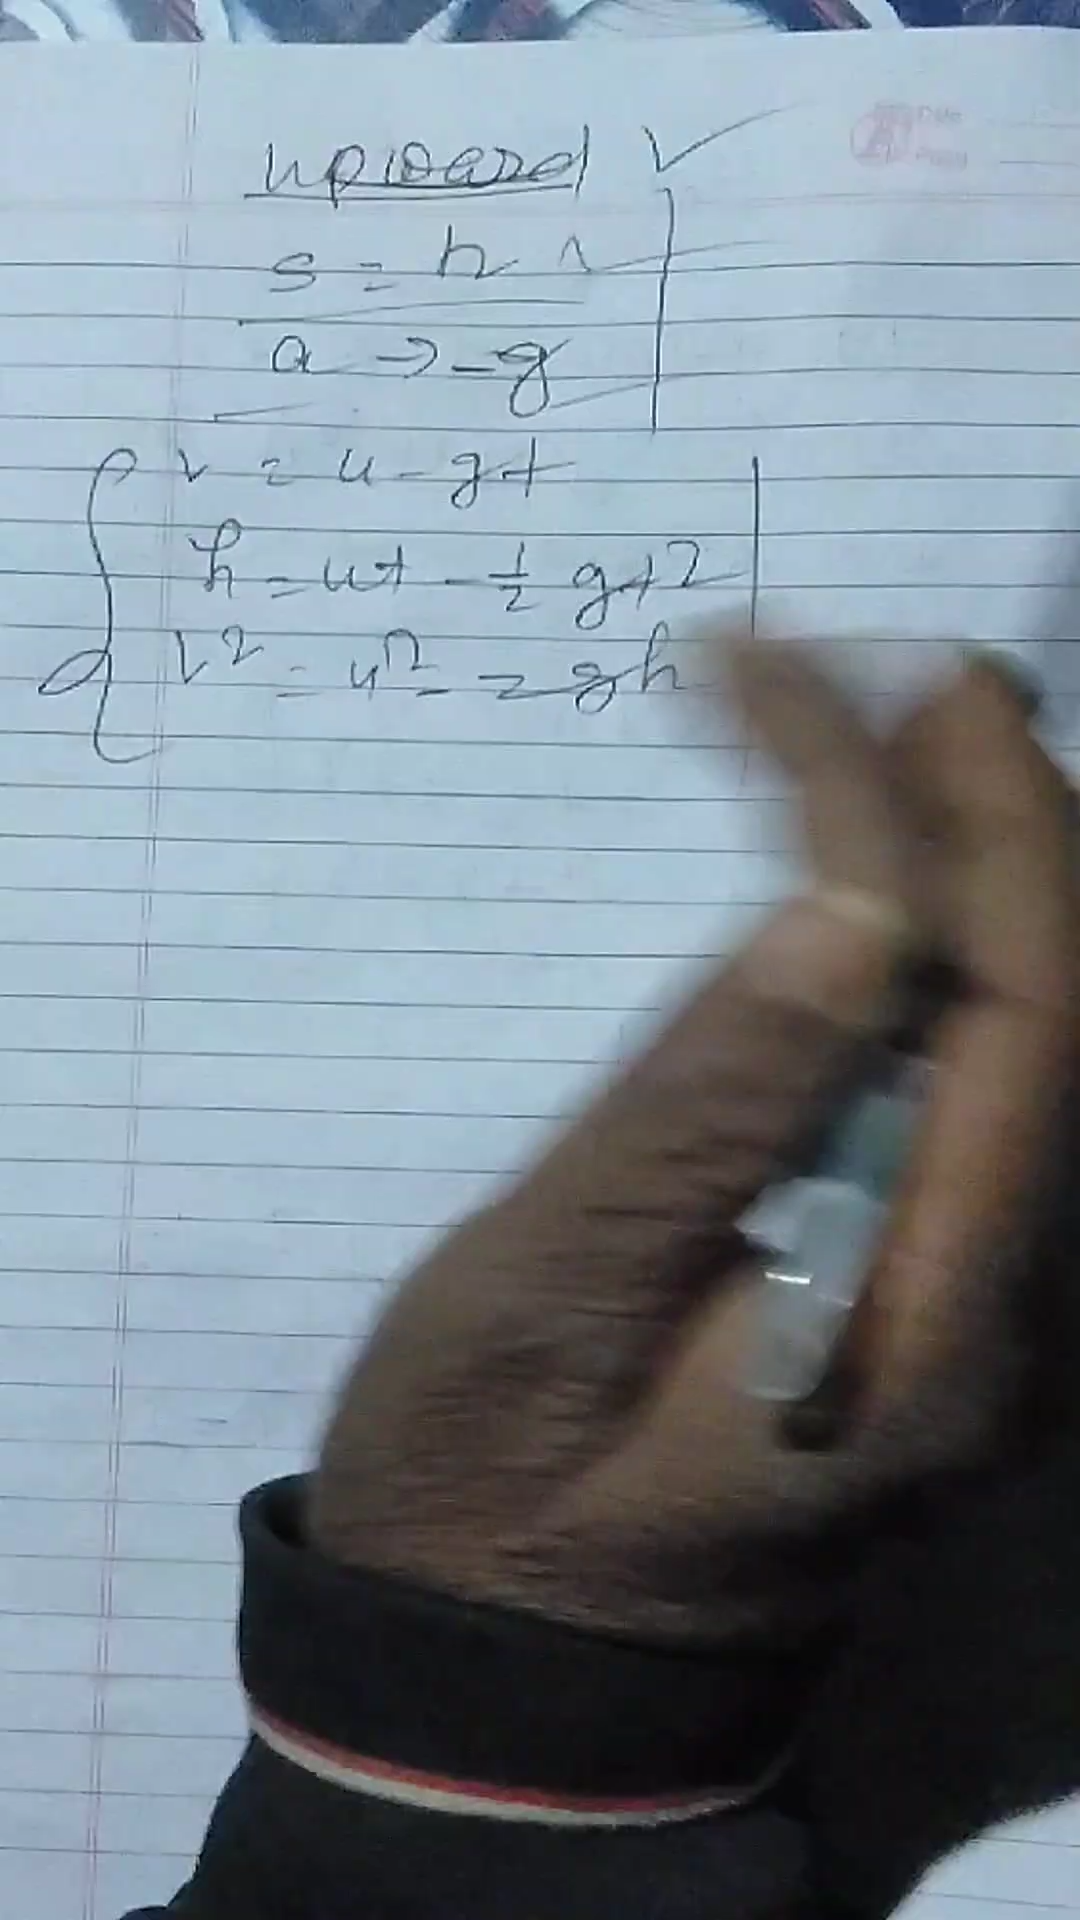 upward ✓
s = h
a → -g
v = u - gt
h = ut - 1/2 gt2
v2 = u2 - 2gh